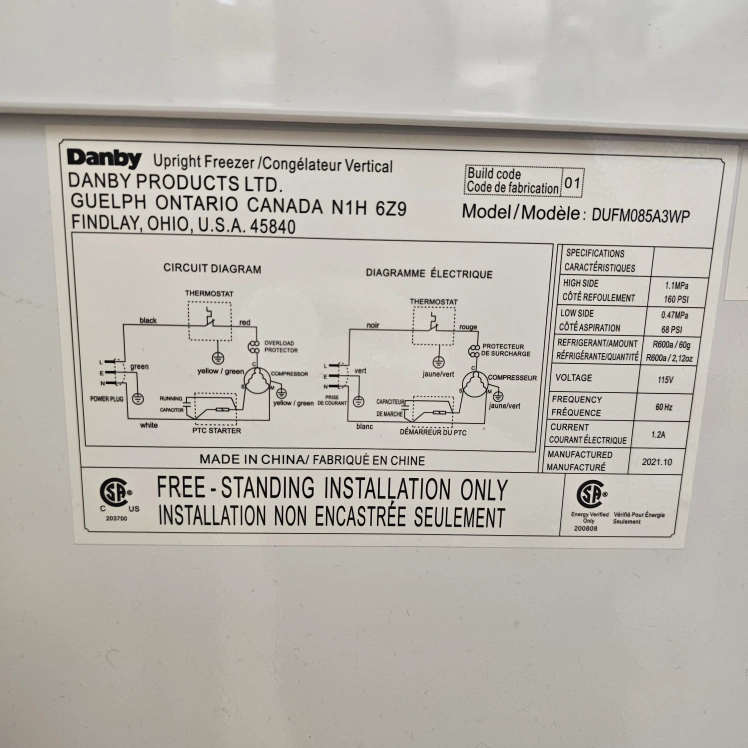 Danby Upright Freezer /Congélateur Vertical
DANBY PRODUCTS LTD.
GUELPH ONTARIO CANADA N1H 6Z9
FINDLAY, OHIO, U.S.A. 45840
Build code
Code de fabrication 01
Model/Modèle: DUFM085A3WP
CIRCUIT DIAGRAM
THERMOSTAT
black
red
OVERLOAD
PROTECTOR
yellow / green
L
E
N
green
POWER PLUG
white
RUNNING
CAPACITOR
PTC STARTER
C
S
M
COMPRESSOR
yellow / green
DIAGRAMME ÉLECTRIQUE
THERMOSTAT
noir
rouge
PROTECTEUR
DE SURCHARGE
jaune/vert
L
E
N
vert
PRISE
DE COURANT
blanc
CAPACITEUR
DE MARCHE
DÉMARREUR DU PTC
C
S
M
COMPRESSEUR
jaune/vert
SPECIFICATIONS
CARACTÉRISTIQUES
HIGH SIDE 1.1MPa
CÔTÉ REFOULEMENT 160 PSI
LOW SIDE 0.47MPa
CÔTÉ ASPIRATION 68 PSI
REFRIGERANT/AMOUNT R600a / 60g
RÉFRIGÉRANTE/QUANTITÉ R600a / 2,12oz
VOLTAGE 115V
FREQUENCY
FRÉQUENCE 60 Hz
CURRENT
COURANT ÉLECTRIQUE 1.2A
MANUFACTURED
MANUFACTURÉ 2021.10
MADE IN CHINA/ FABRIQUÉ EN CHINE
CSA ®
C US
203700
FREE - STANDING INSTALLATION ONLY
INSTALLATION NON ENCASTRÉE SEULEMENT
CSA ®
Energy Verified Vérifié Pour Énergie
Only Seulement
200808